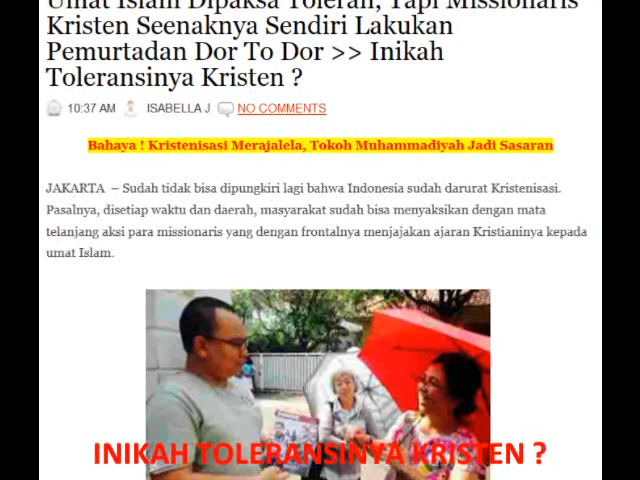 Umat Islam Dipaksa Toleran, Tapi Missionaris
Kristen Seenaknya Sendiri Lakukan
Pemurtadan Dor To Dor >> Inikah
Toleransinya Kristen ?
10:37 AM ISABELLA J NO COMMENTS
Bahaya ! Kristenisasi Merajalela, Tokoh Muhammadiyah Jadi Sasaran
JAKARTA – Sudah tidak bisa dipungkiri lagi bahwa Indonesia sudah darurat Kristenisasi.
Pasalnya, disetiap waktu dan daerah, masyarakat sudah bisa menyaksikan dengan mata
telanjang aksi para missionaris yang dengan frontalnya menjajakan ajaran Kristianinya kepada
umat Islam.
INIKAH TOLERANSINYA KRISTEN ?